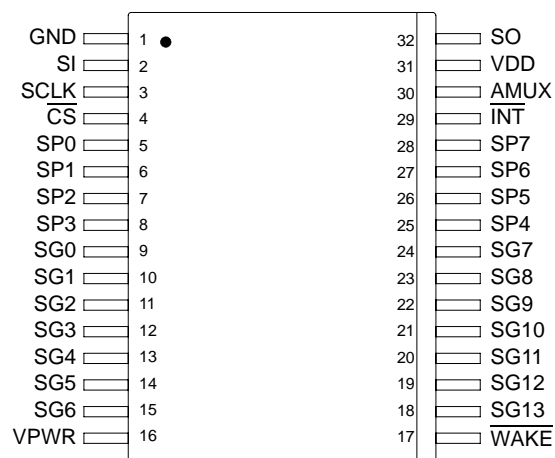 GND 1 32 SO
SI 2 31 VDD
SCLK 3 30 AMUX
C̅S̅ 4 29 I̅N̅T̅
SP0 5 28 SP7
SP1 6 27 SP6
SP2 7 26 SP5
SP3 8 25 SP4
SG0 9 24 SG7
SG1 10 23 SG8
SG2 11 22 SG9
SG3 12 21 SG10
SG4 13 20 SG11
SG5 14 19 SG12
SG6 15 18 SG13
VPWR 16 17 W̅A̅K̅E̅